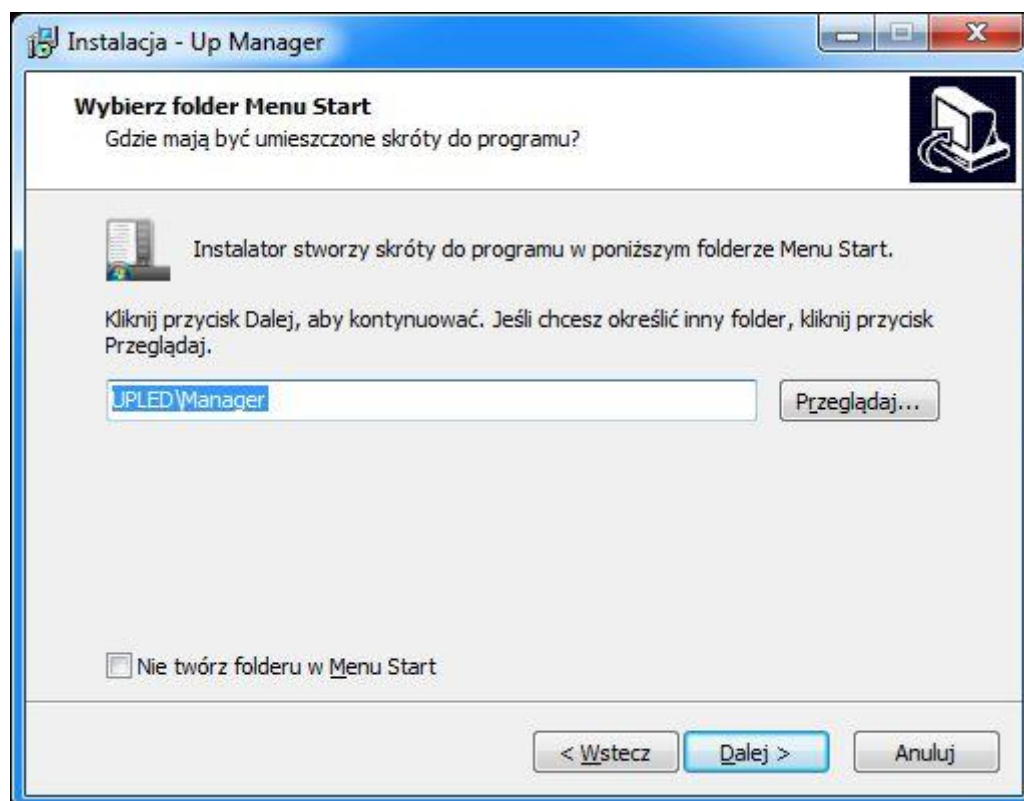 Instalacja - Up Manager
Wybierz folder Menu Start
Gdzie mają być umieszczone skróty do programu?
Instalator stworzy skróty do programu w poniższym folderze Menu Start.
Kliknij przycisk Dalej, aby kontynuować. Jeśli chcesz określić inny folder, kliknij przycisk
Przeglądaj.
UPLED\Manager
Przeglądaj...
Nie twórz folderu w Menu Start
< Wstecz
Dalej >
Anuluj